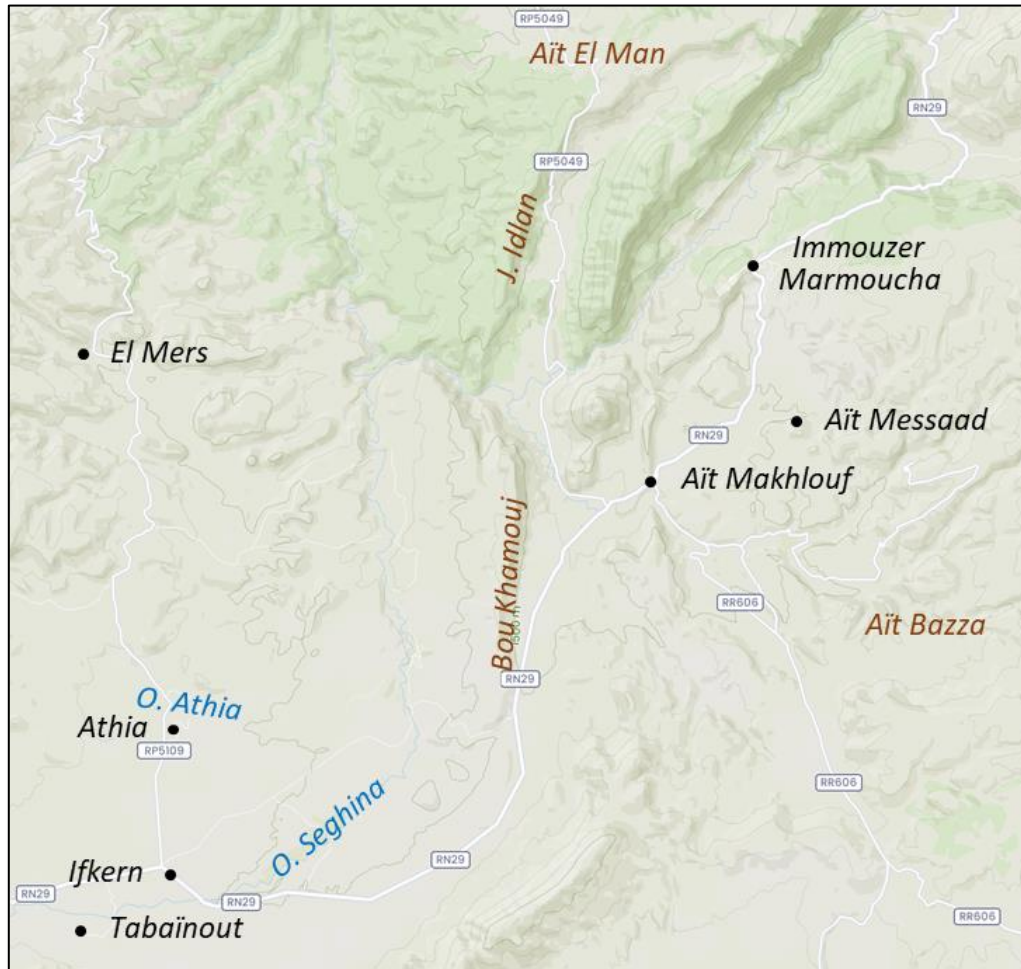 RP5049
Aït El Man
RN29
RP5049
J. Idlan
Immouzer
Marmoucha
El Mers
Aït Messaad
RN29
Aït Makhlouf
Bou Khamouj
RR606
Aït Bazza
RN29
O. Athia
Athia
RP5109
RR606
O. Seghina
RN29
Ifkern
RN29
RN29
RR606
Tabaïnout